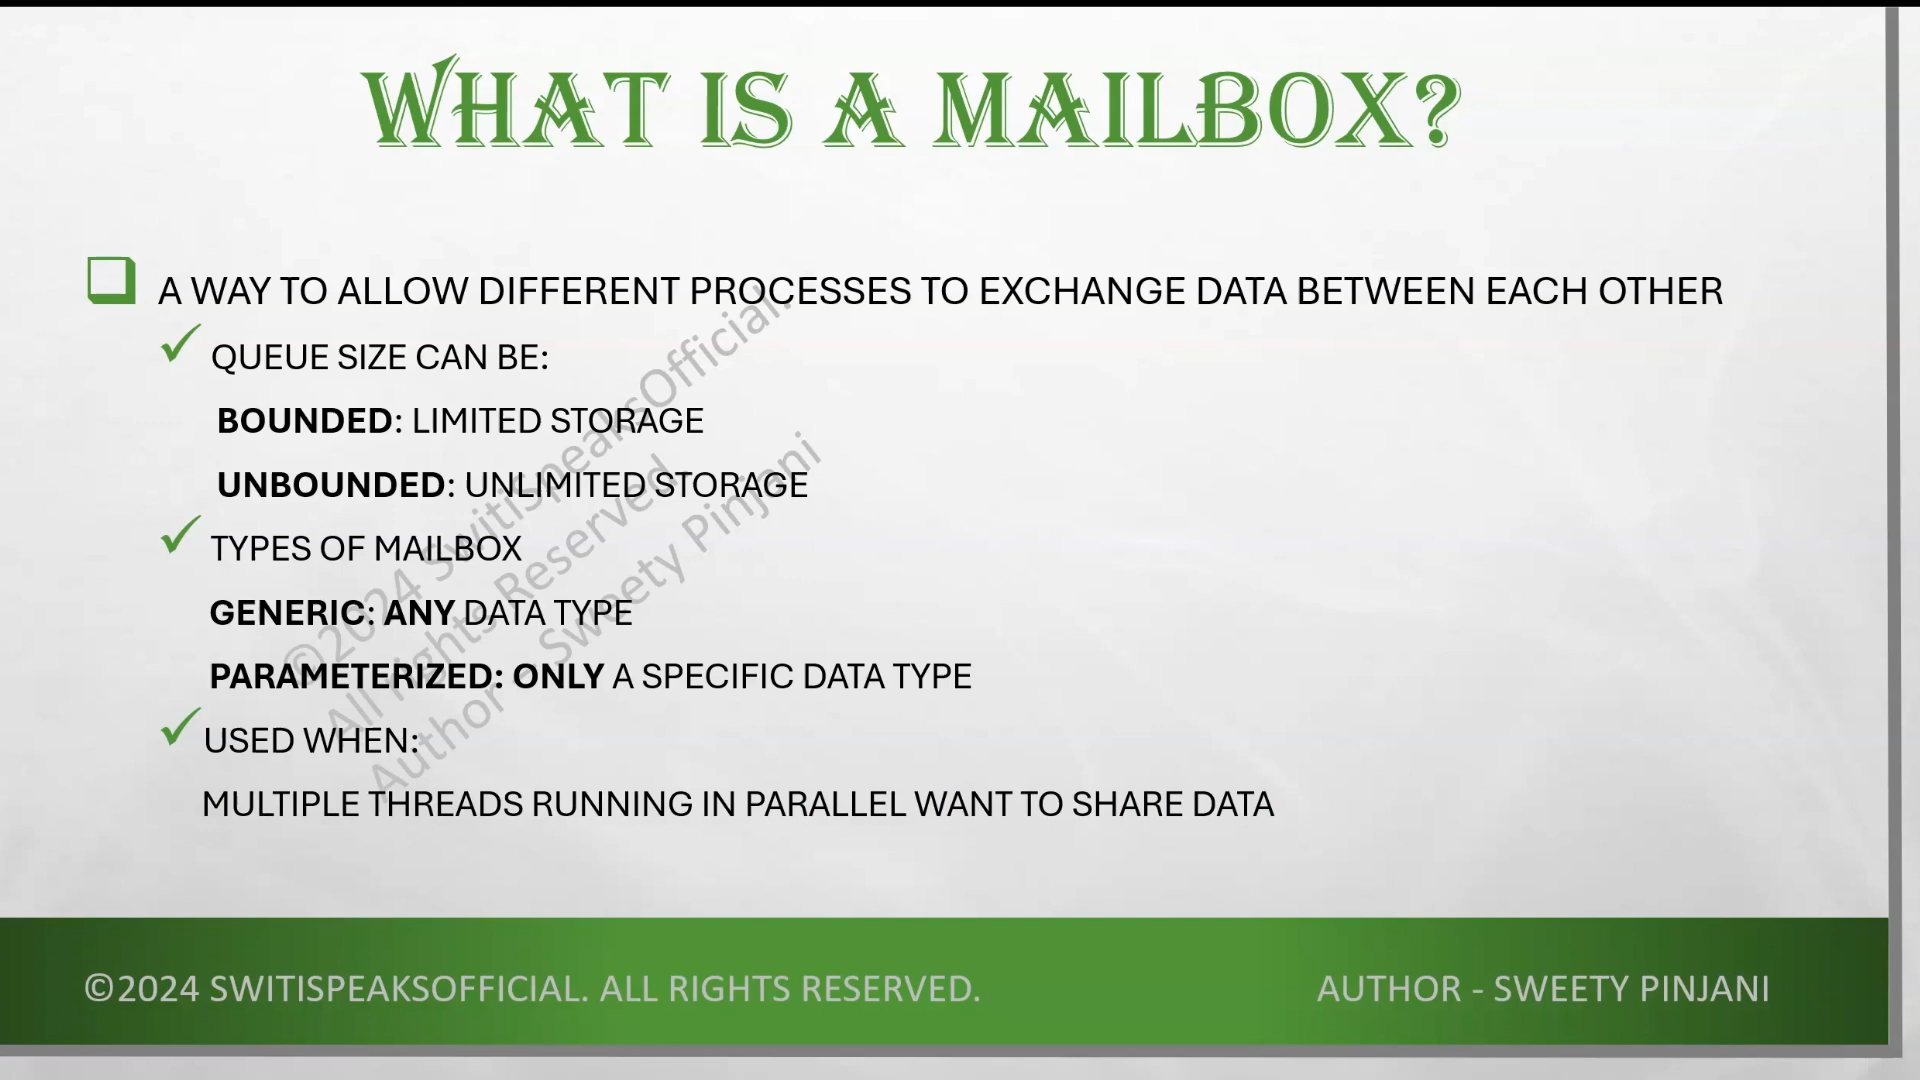 WHAT IS A MAILBOX?
A WAY TO ALLOW DIFFERENT PROCESSES TO EXCHANGE DATA BETWEEN EACH OTHER
QUEUE SIZE CAN BE:
BOUNDED: LIMITED STORAGE
UNBOUNDED: UNLIMITED STORAGE
TYPES OF MAILBOX
GENERIC: ANY DATA TYPE
PARAMETERIZED: ONLY A SPECIFIC DATA TYPE
USED WHEN:
MULTIPLE THREADS RUNNING IN PARALLEL WANT TO SHARE DATA
©2024 SwitiSpeaksOfficial.
All rights Reserved.
Author - Sweety Pinjani
©2024 SWITISPEAKSOFFICIAL. ALL RIGHTS RESERVED.
AUTHOR - SWEETY PINJANI